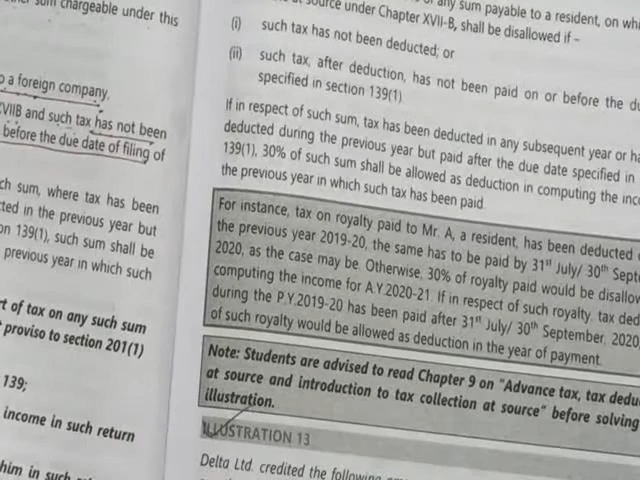 sum chargeable under this
o a foreign company.
XVIIB and such tax has not been
before the due date of filing of
ch sum, where tax has been
ted in the previous year but
on 139(1), such sum shall be
previous year in which such
rt of tax on any such sum
proviso to section 201(1)
139;
income in such return
him in such
any sum payable to a resident, on whi
at source under Chapter XVII-B, shall be disallowed if –
(i) such tax has not been deducted; or
(ii) such tax, after deduction, has not been paid on or before the du
specified in section 139(1)
If in respect of such sum, tax has been deducted in any subsequent year or ha
deducted during the previous year but paid after the due date specified in
139(1), 30% of such sum shall be allowed as deduction in computing the inco
the previous year in which such tax has been paid.
For instance, tax on royalty paid to Mr. A, a resident, has been deducted
the previous year 2019-20, the same has to be paid by 31st July/ 30th Septe
2020, as the case may be. Otherwise, 30% of royalty paid would be disallow
computing the income for A.Y.2020-21. If in respect of such royalty, tax dedu
during the P.Y.2019-20 has been paid after 31st July/ 30th September, 2020
of such royalty would be allowed as deduction in the year of payment.
Note: Students are advised to read Chapter 9 on "Advance tax, tax dedu
at source and introduction to tax collection at source" before solving
illustration.
ILLUSTRATION 13
Delta Ltd. credited the following